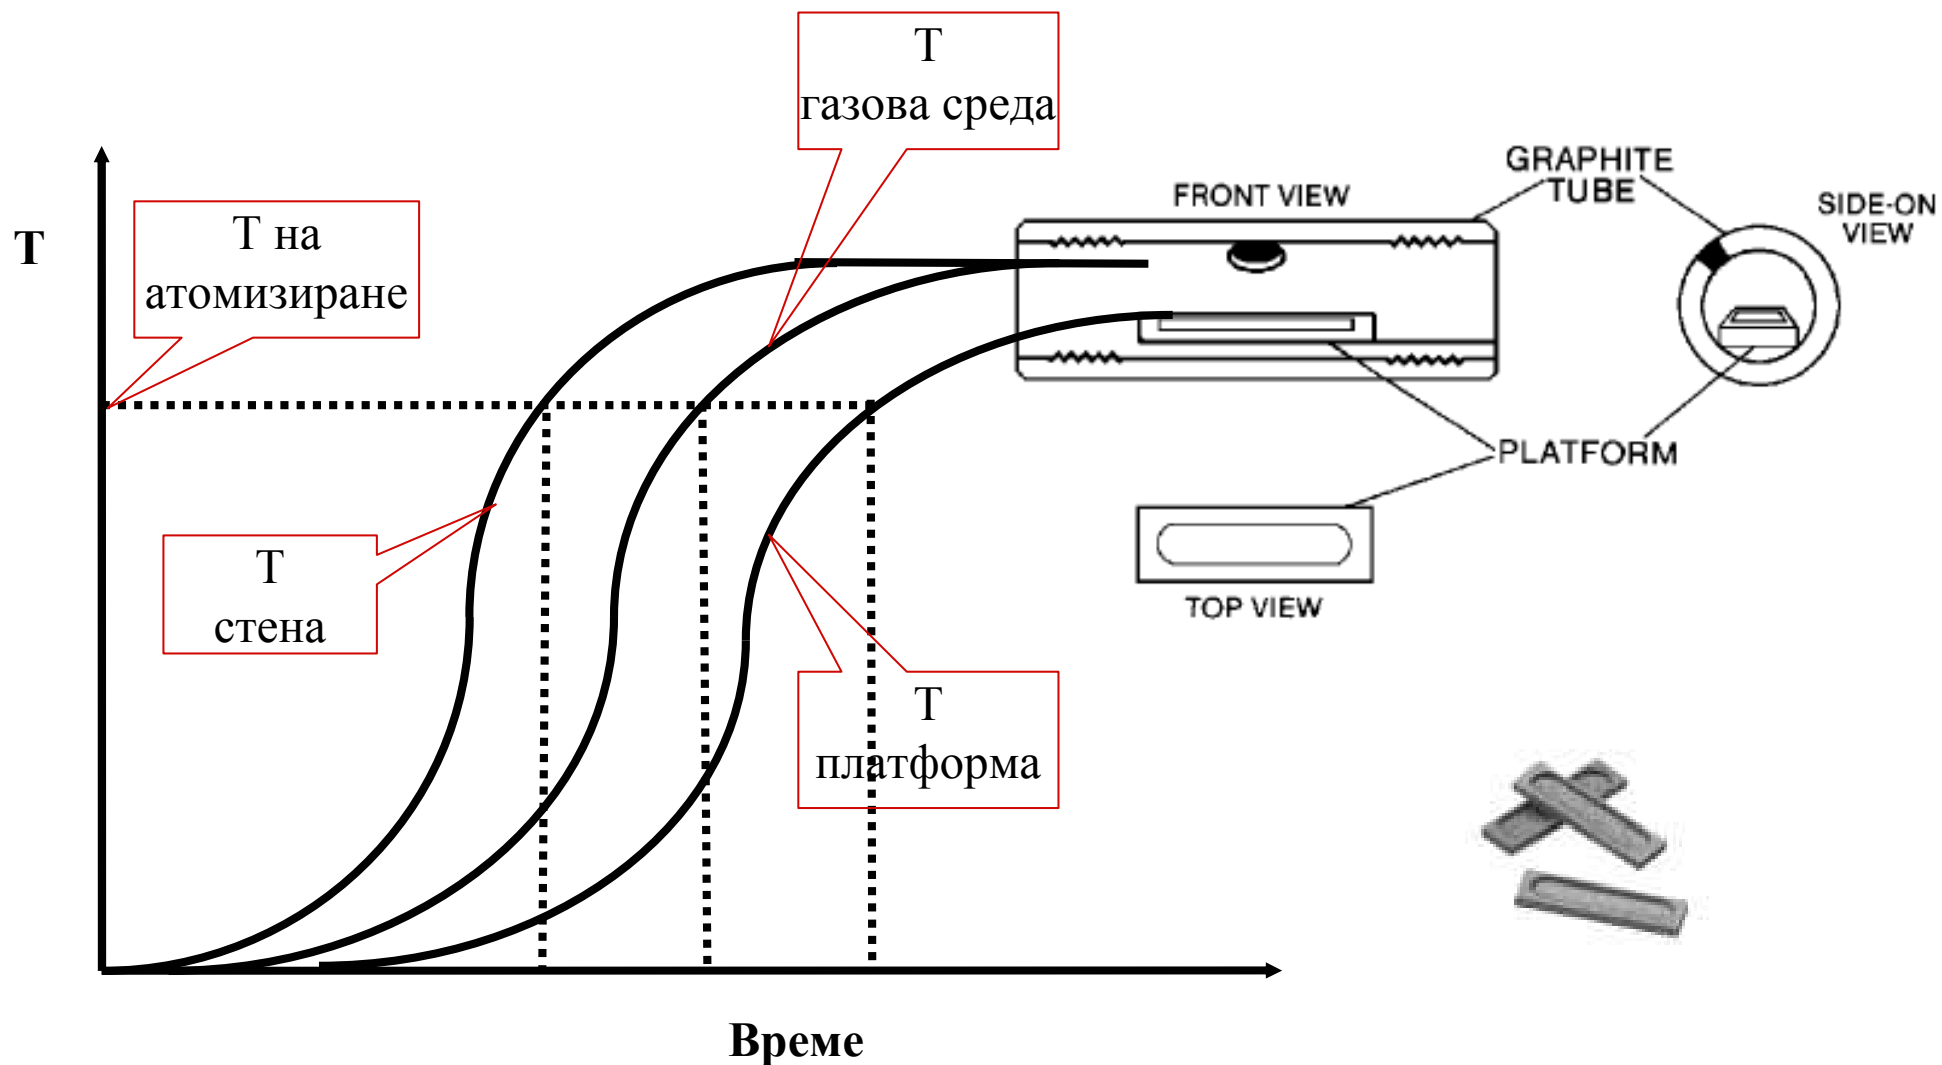 Т
газова среда
GRAPHITE
TUBE
FRONT VIEW
SIDE-ON
VIEW
Т
Т на
атомизиране
PLATFORM
Т
стена
TOP VIEW
Т
платформа
Време